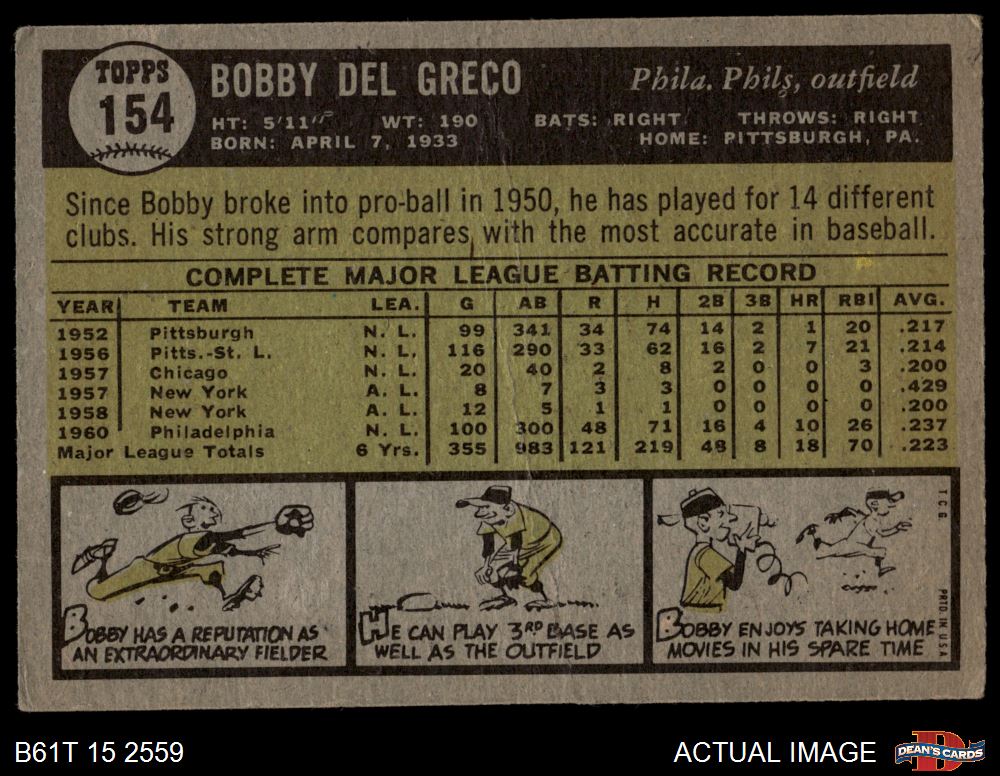 TOPPS
154
BOBBY DEL GRECO
Phila. Phils, outfield
HT: 5'11" WT: 190 BATS: RIGHT THROWS: RIGHT
BORN: APRIL 7, 1933 HOME: PITTSBURGH, PA.
Since Bobby broke into pro-ball in 1950, he has played for 14 different
clubs. His strong arm compares with the most accurate in baseball.
COMPLETE MAJOR LEAGUE BATTING RECORD
YEAR TEAM LEA. G AB R H 2B 3B HR RBI AVG.
1952 Pittsburgh N. L. 99 341 34 74 14 2 1 20 .217
1956 Pitts.-St. L. N. L. 116 290 33 62 16 2 7 21 .214
1957 Chicago N. L. 20 40 2 8 2 0 0 3 .200
1957 New York A. L. 8 7 3 3 0 0 0 0 .429
1958 New York A. L. 12 5 1 1 0 0 0 0 .200
1960 Philadelphia N. L. 100 300 48 71 16 4 10 26 .237
Major League Totals 6 Yrs. 355 983 121 219 48 8 18 70 .223
BOBBY HAS A REPUTATION AS
AN EXTRAORDINARY FIELDER
HE CAN PLAY 3RD BASE AS
WELL AS THE OUTFIELD
BOBBY ENJOYS TAKING HOME
MOVIES IN HIS SPARE TIME
T.C.G.
PRTD. IN U.S.A.
B61T 15 2559
ACTUAL IMAGE
DEAN'S CARDS